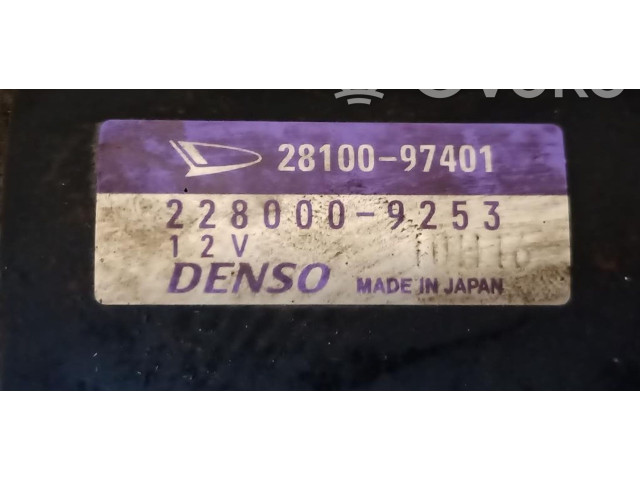 28100-97401
228000-9253
12V
DENSO MADE IN JAPAN